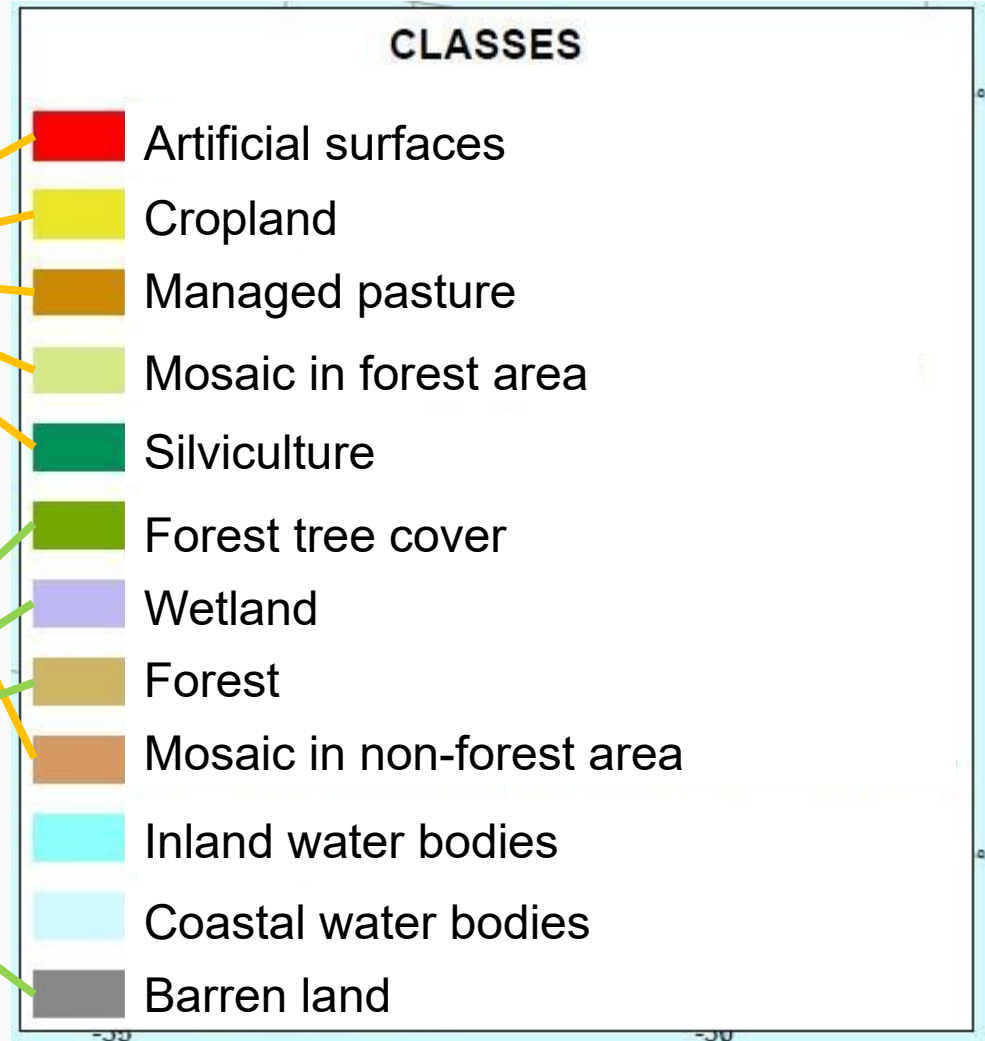 CLASSES
Artificial surfaces
Cropland
Managed pasture
Mosaic in forest area
Silviculture
Forest tree cover
Wetland
Forest
Mosaic in non-forest area
Inland water bodies
Coastal water bodies
Barren land